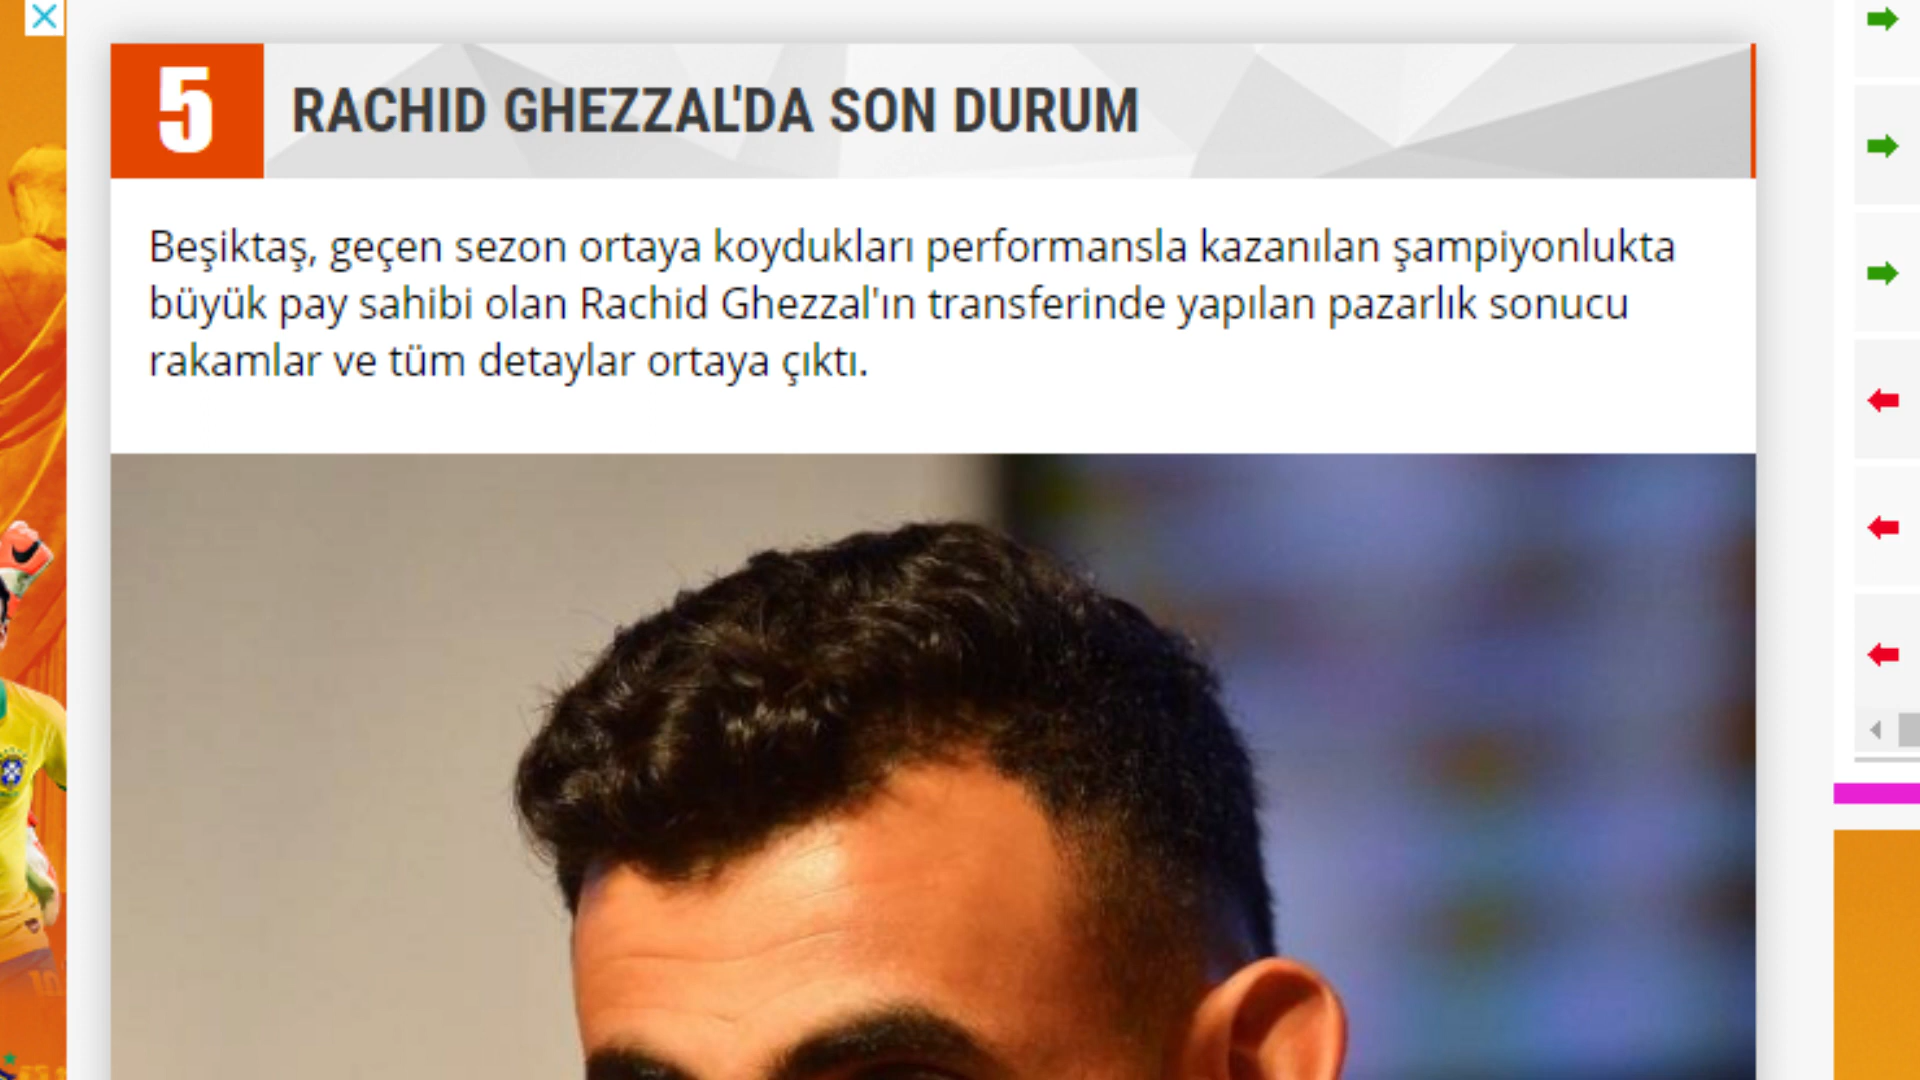 5
RACHID GHEZZAL'DA SON DURUM
Beşiktaş, geçen sezon ortaya koydukları performansla kazanılan şampiyonlukta
büyük pay sahibi olan Rachid Ghezzal'ın transferinde yapılan pazarlık sonucu
rakamlar ve tüm detaylar ortaya çıktı.